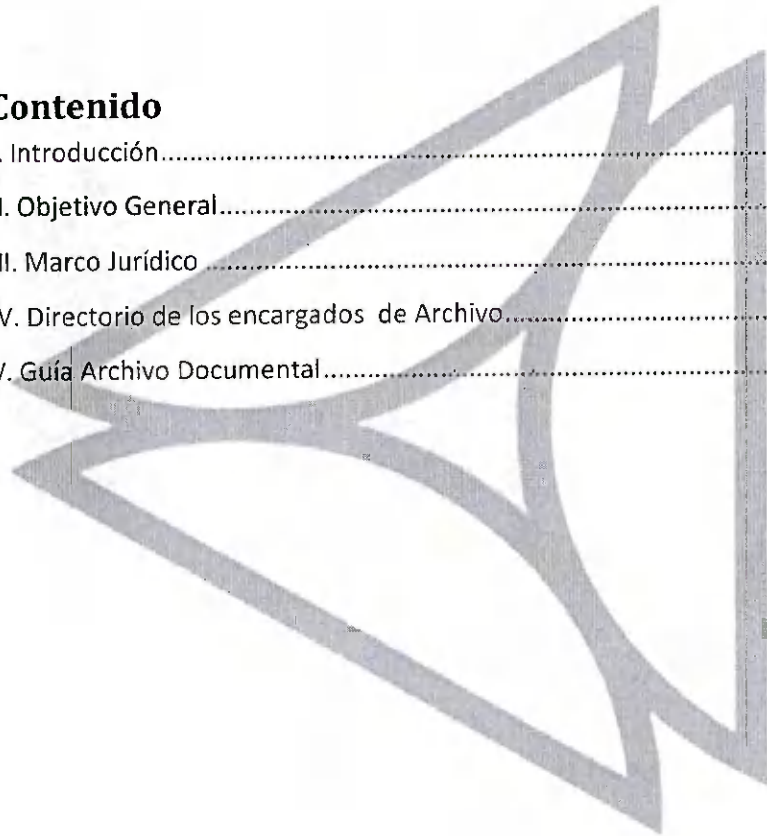 Contenido
. Introducción
I. Objetivo General
II. Marco Jurídico
V. Directorio de los encargados de Archivo
V. Guía Archivo Documental